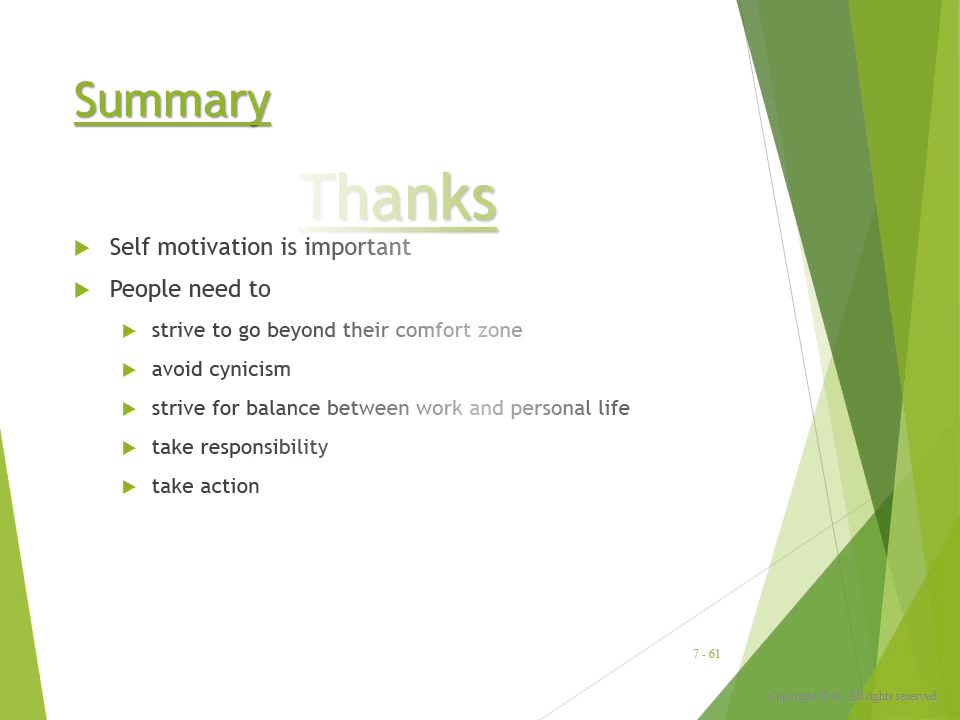 Summary
Thanks
Self motivation is important
People need to
strive to go beyond their comfort zone
avoid cynicism
strive for balance between work and personal life
take responsibility
take action
7 - 61
Copyright © All rights reserved